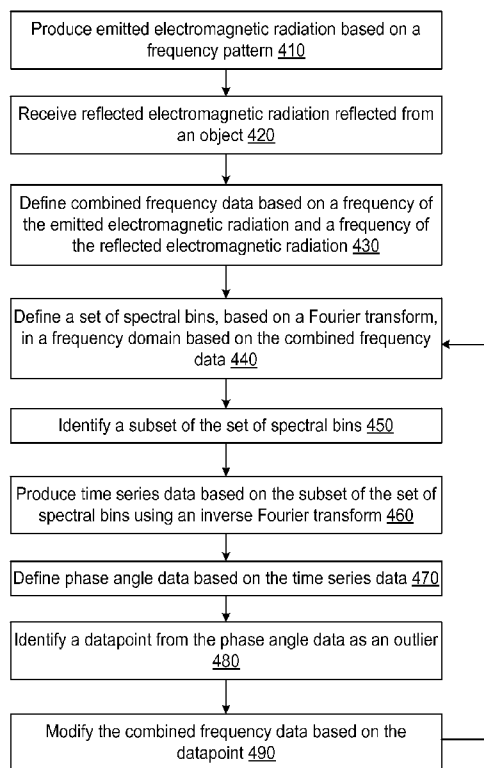 Produce emitted electromagnetic radiation based on a
frequency pattern 410
Receive reflected electromagnetic radiation reflected from
an object 420
Define combined frequency data based on a frequency of
the emitted electromagnetic radiation and a frequency of
the reflected electromagnetic radiation 430
Define a set of spectral bins, based on a Fourier transform,
in a frequency domain based on the combined frequency
data 440
Identify a subset of the set of spectral bins 450
Produce time series data based on the subset of the set of
spectral bins using an inverse Fourier transform 460
Define phase angle data based on the time series data 470
Identify a datapoint from the phase angle data as an outlier
480
Modify the combined frequency data based on the
datapoint 490